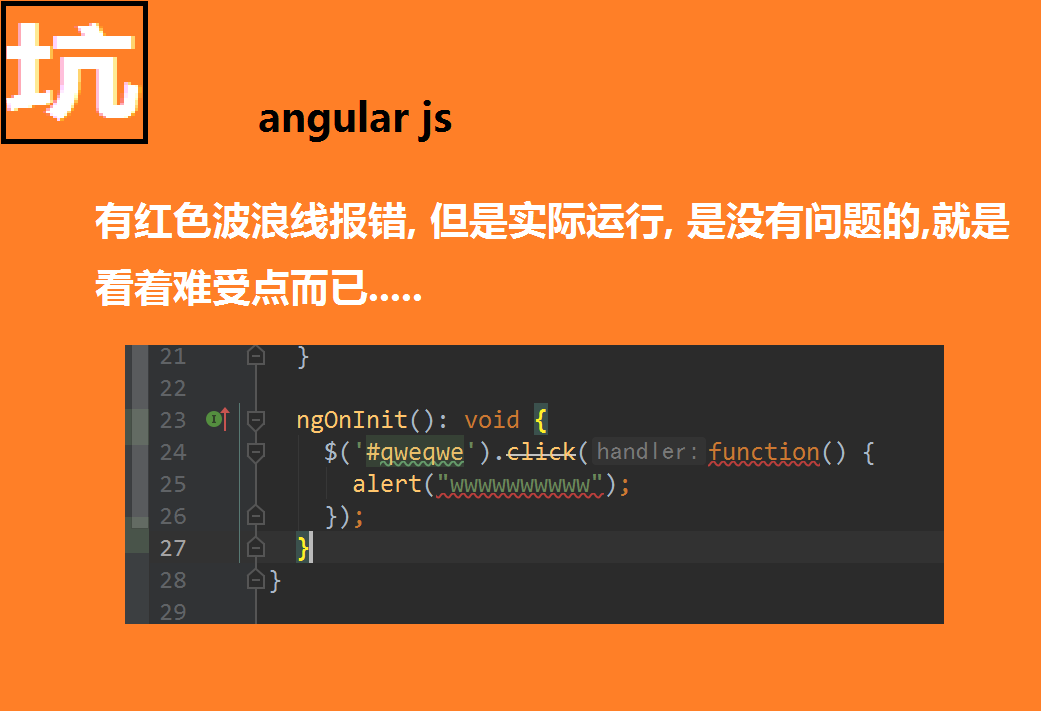 坑
angular js
有红色波浪线报错, 但是实际运行, 是没有问题的,就是
看着难受点而已.....
21 }
22
23 ngOnInit(): void {
24 $('#qweqwe').click( handler: function() {
25 alert("wwwwwwwwww");
26 });
27 }
28 }
29